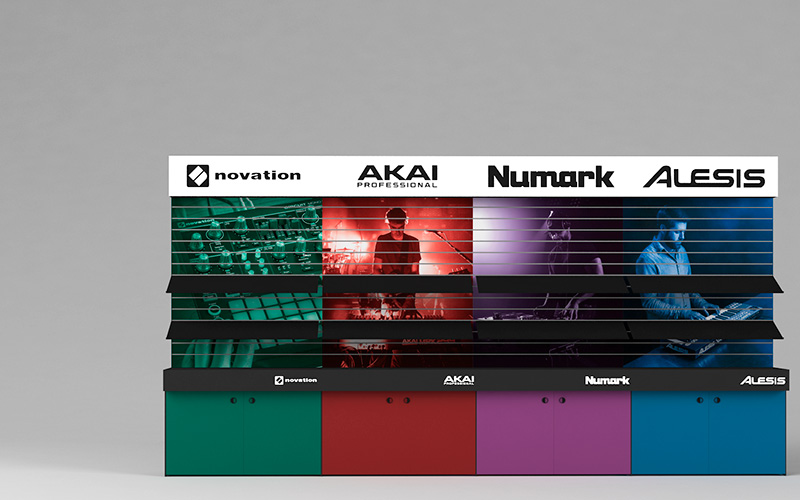 novation
AKAI
PROFESSIONAL
Numark
ALESIS
novation
AKAI
PROFESSIONAL
Numark
ALESIS